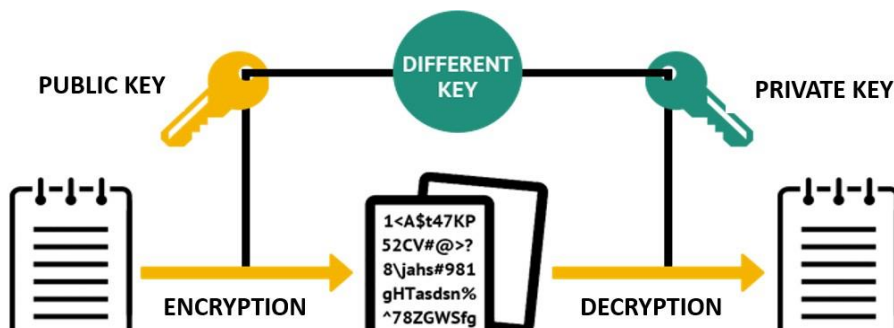 DIFFERENT
KEY
PUBLIC KEY
PRIVATE KEY
1<A$t47KP
52CV#@>?
8\jahs#981
gHTasdsn%
^78ZGWSfg
ENCRYPTION
DECRYPTION